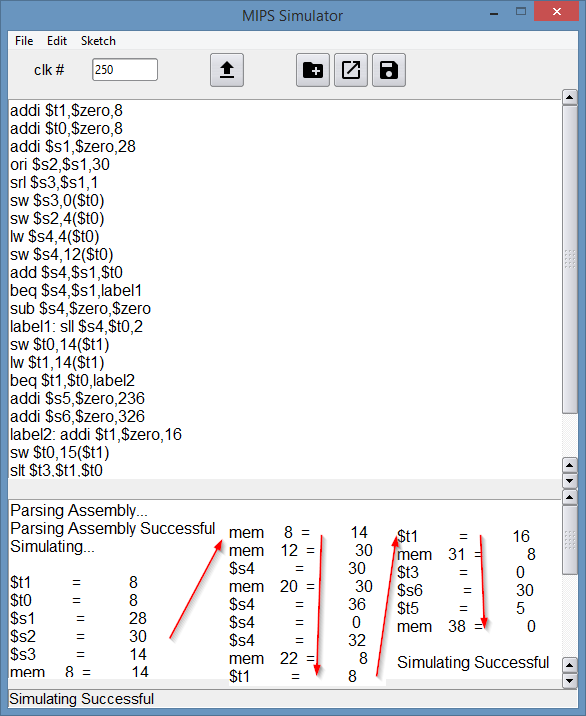 MIPS Simulator
File Edit Sketch
clk # 250
addi $t1,$zero,8
addi $t0,$zero,8
addi $s1,$zero,28
ori $s2,$s1,30
srl $s3,$s1,1
sw $s3,0($t0)
sw $s2,4($t0)
lw $s4,4($t0)
sw $s4,12($t0)
add $s4,$s1,$t0
beq $s4,$s1,label1
sub $s4,$zero,$zero
label1: sll $s4,$t0,2
sw $t0,14($t1)
lw $t1,14($t1)
beq $t1,$t0,label2
addi $s5,$zero,236
addi $s6,$zero,326
label2: addi $t1,$zero,16
sw $t0,15($t1)
slt $t3,$t1,$t0
Parsing Assembly...
Parsing Assembly Successful
Simulating...
$t1 = 8
$t0 = 8
$s1 = 28
$s2 = 30
$s3 = 14
mem 8 = 14
mem 8 = 14
mem 12 = 30
$s4 = 30
mem 20 = 30
$s4 = 36
$s4 = 0
$s4 = 32
mem 22 = 8
$t1 = 8
$t1 = 16
mem 31 = 8
$t3 = 0
$s6 = 30
$t5 = 5
mem 38 = 0
Simulating Successful
Simulating Successful